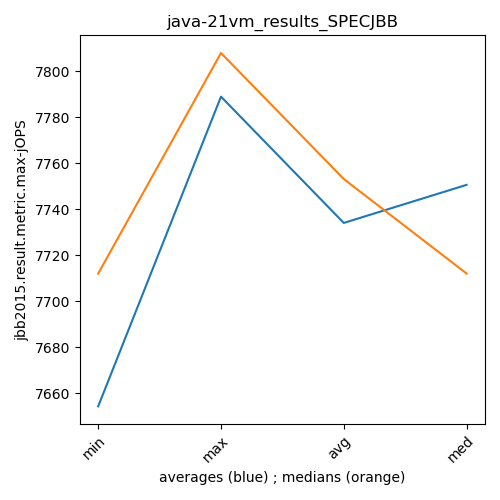 java-21vm_results_SPECJBB
jbb2015.result.metric.max-jOPS
7800
7780
7760
7740
7720
7700
7680
7660
min
max
avg
med
averages (blue) ; medians (orange)